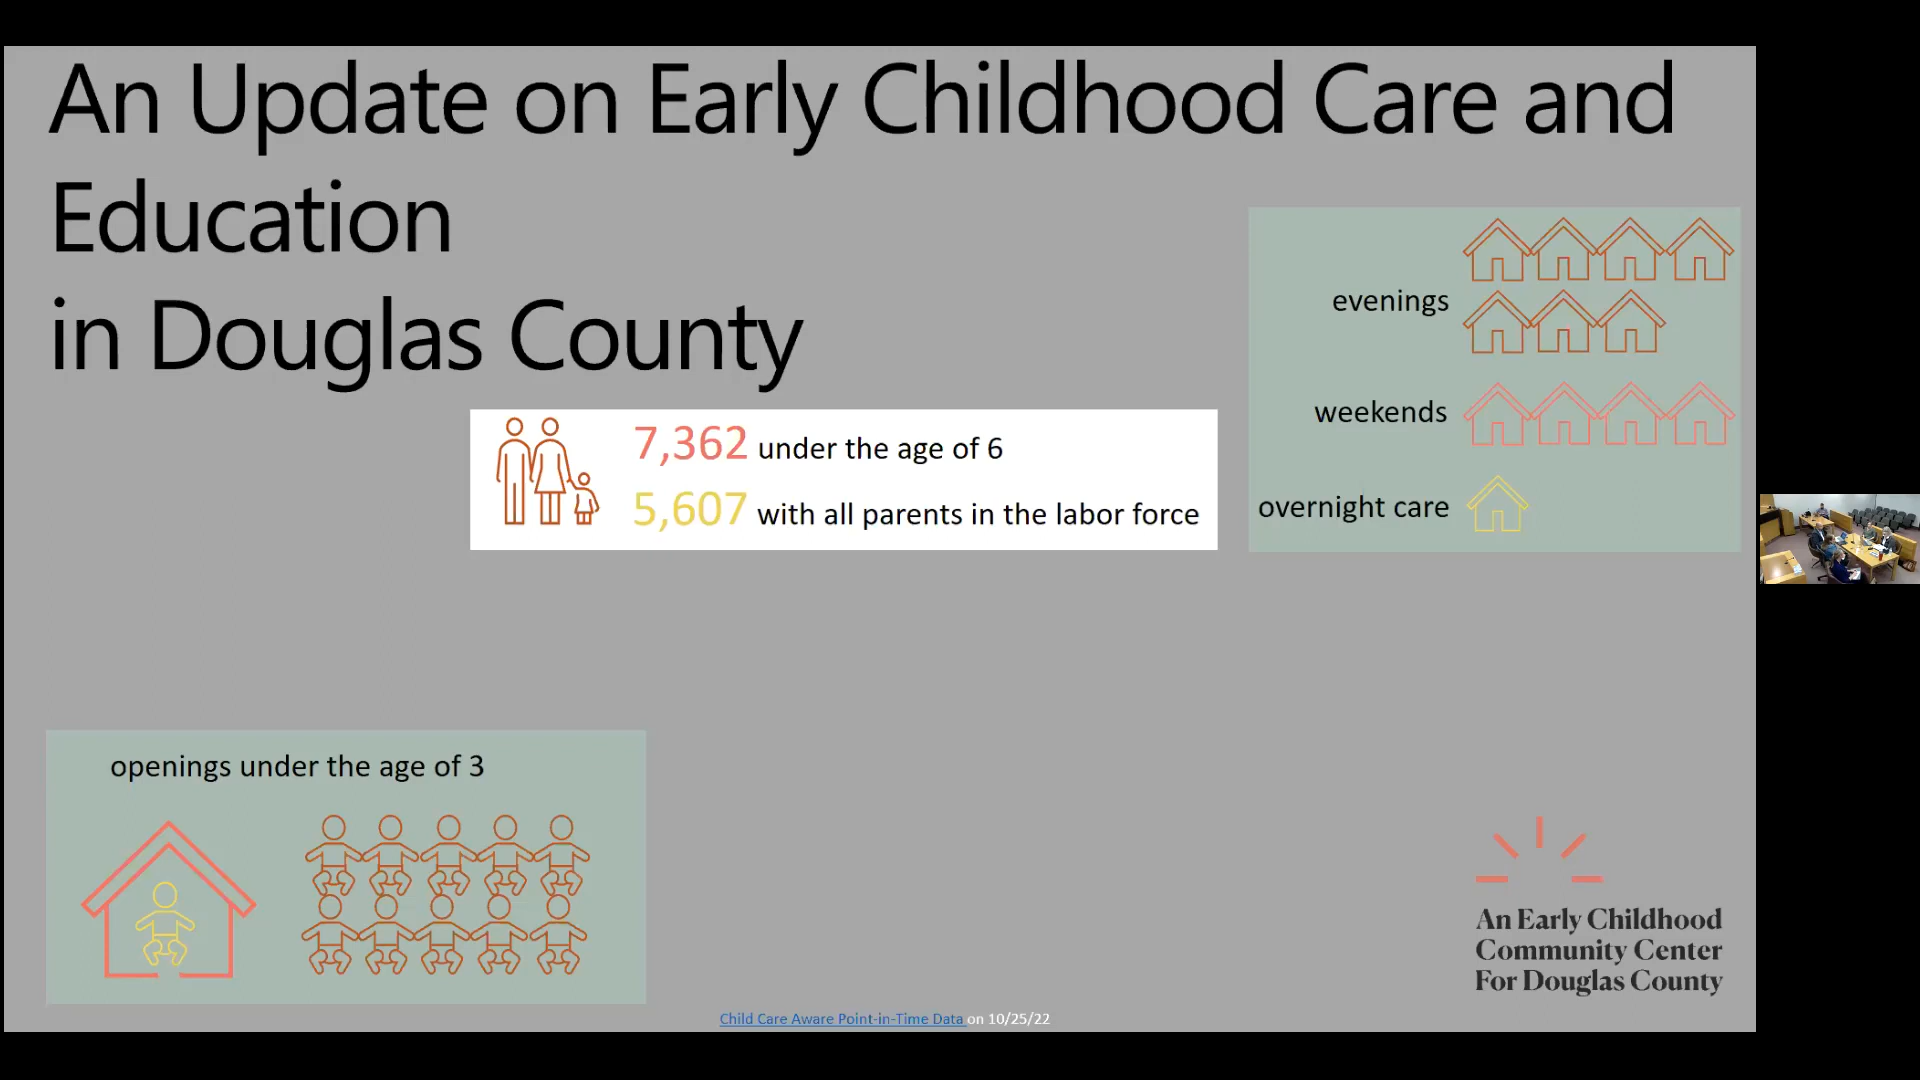 An Update on Early Childhood Care and
Education
in Douglas County
evenings
weekends
overnight care
7,362 under the age of 6
5,607 with all parents in the labor force
openings under the age of 3
An Early Childhood
Community Center
For Douglas County
Child Care Aware Point-in-Time Data on 10/25/22